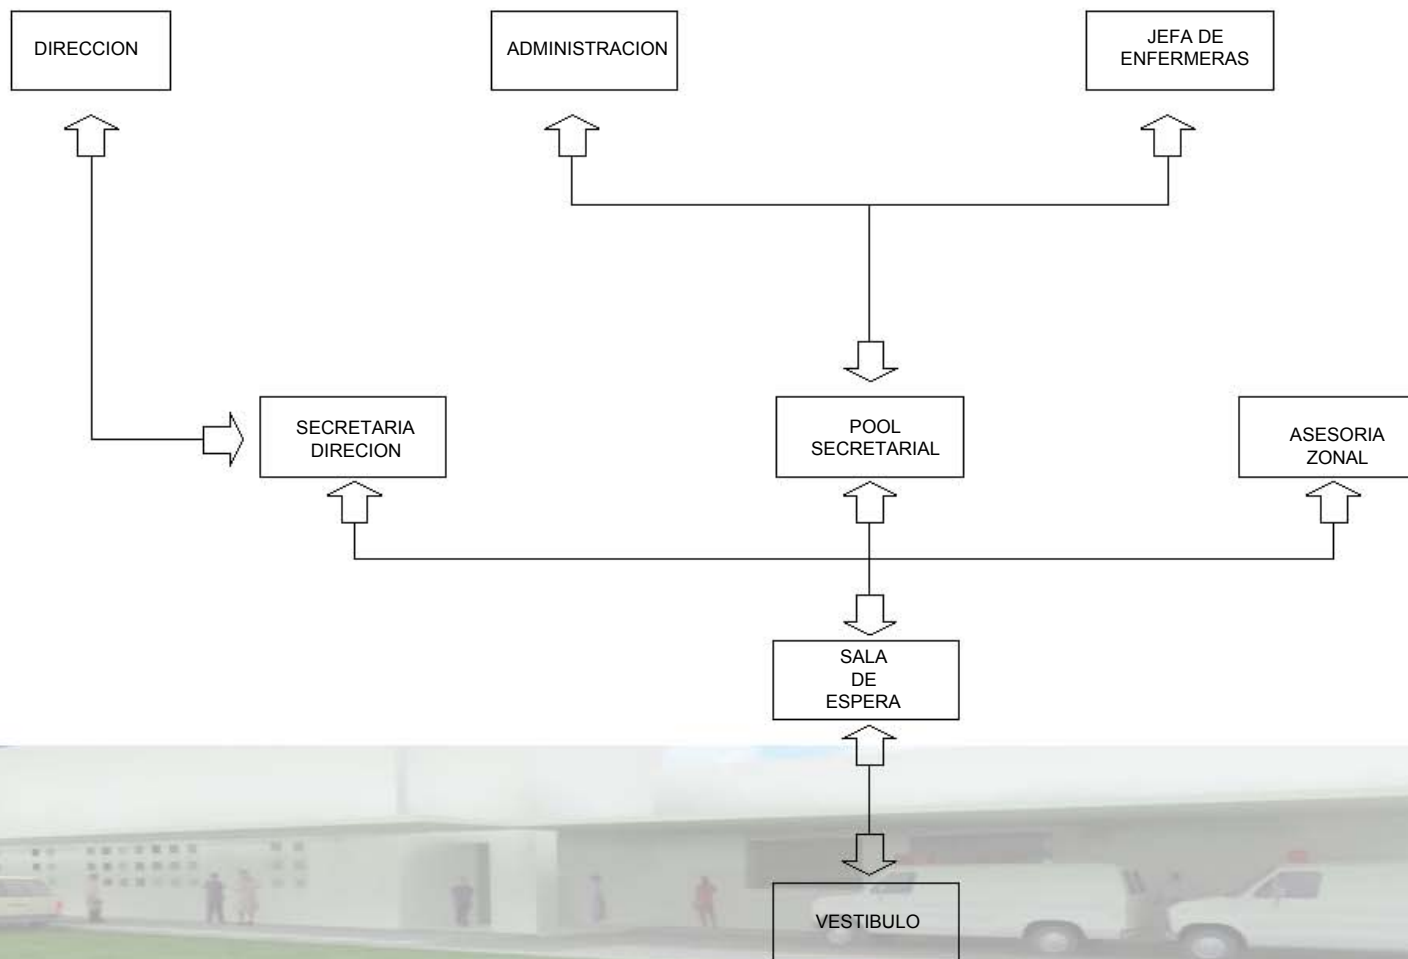 DIRECCION
ADMINISTRACION
JEFA DE
ENFERMERAS
SECRETARIA
DIRECION
POOL
SECRETARIAL
ASESORIA
ZONAL
SALA
DE
ESPERA
VESTIBULO